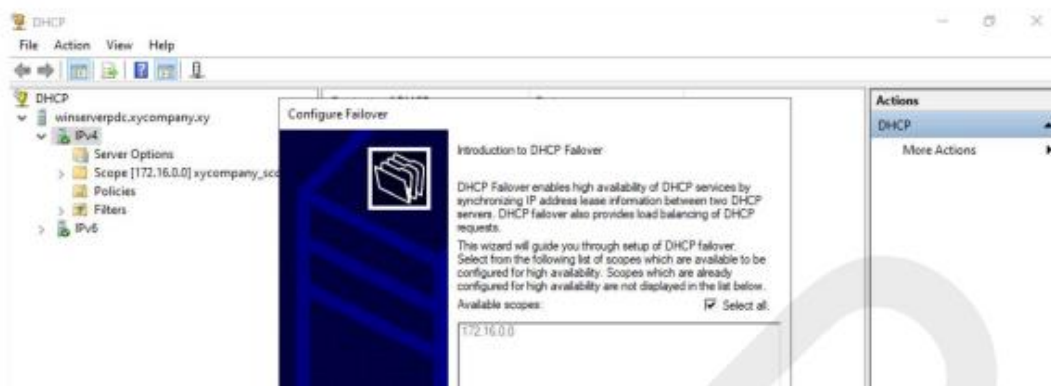 DHCP
File Action View Help
DHCP
winserverpdc.xycompany.xy
IPv4
Server Options
Scope [172.16.0.0] xycompany_sco
Policies
Filters
IPv6
Configure Failover
Introduction to DHCP Failover
DHCP Failover enables high availability of DHCP services by
synchronizing IP address lease information between two DHCP
servers. DHCP failover also provides load balancing of DHCP
requests.
This wizard will guide you through setup of DHCP failover.
Select from the following list of scopes which are available to be
configured for high availability. Scopes which are already
configured for high availability are not displayed in the list below.
Available scopes:
Select all.
172.16.0.0
Actions
DHCP
More Actions